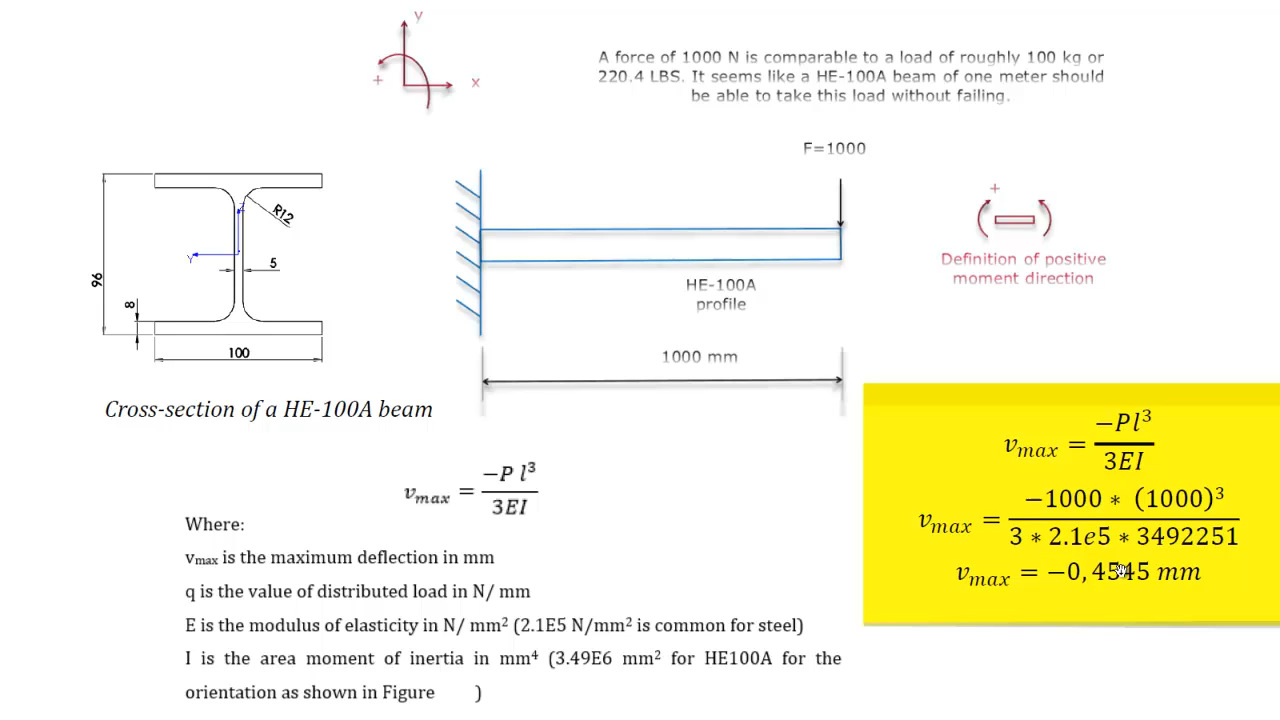 Y
+
x
A force of 1000 N is comparable to a load of roughly 100 kg or
220.4 LBS. It seems like a HE-100A beam of one meter should
be able to take this load without failing.
F=1000
R12
Z
Y
5
96
8
100
Cross-section of a HE-100A beam
HE-100A
profile
1000 mm
+
Definition of positive
moment direction
v_max = −P l³ / 3EI
Where:
vmax is the maximum deflection in mm
q is the value of distributed load in N/ mm
E is the modulus of elasticity in N/ mm² (2.1E5 N/mm² is common for steel)
I is the area moment of inertia in mm⁴ (3.49E6 mm² for HE100A for the
orientation as shown in Figure )
v_max = −Pl³ / 3EI
v_max = −1000 * (1000)³ / 3 * 2.1e5 * 3492251
v_max = −0,4545 mm